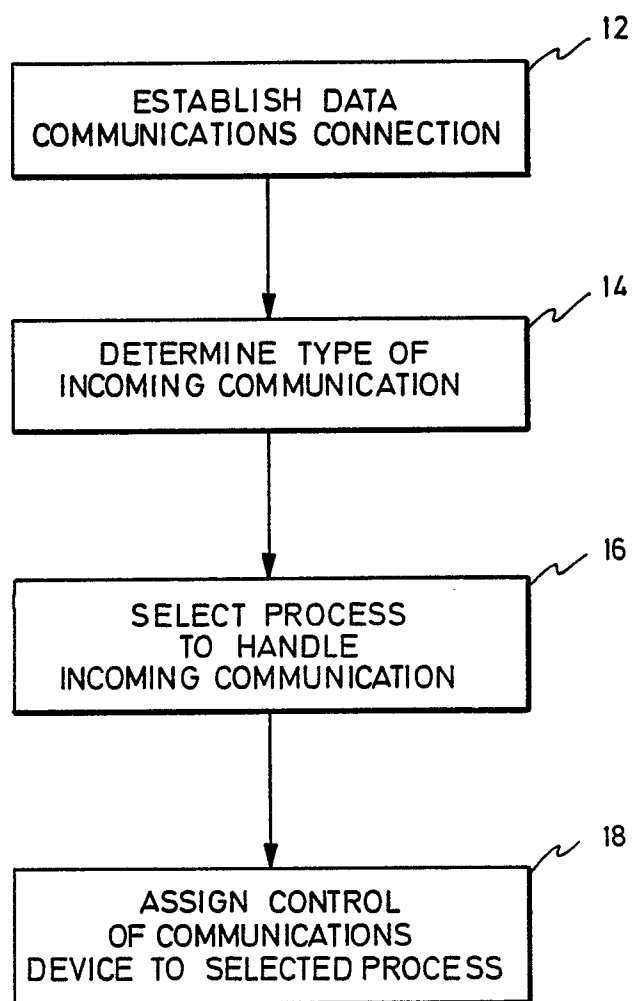 12
ESTABLISH DATA
COMMUNICATIONS CONNECTION
14
DETERMINE TYPE OF
INCOMING COMMUNICATION
16
SELECT PROCESS
TO HANDLE
INCOMING COMMUNICATION
18
ASSIGN CONTROL
OF COMMUNICATIONS
DEVICE TO SELECTED PROCESS